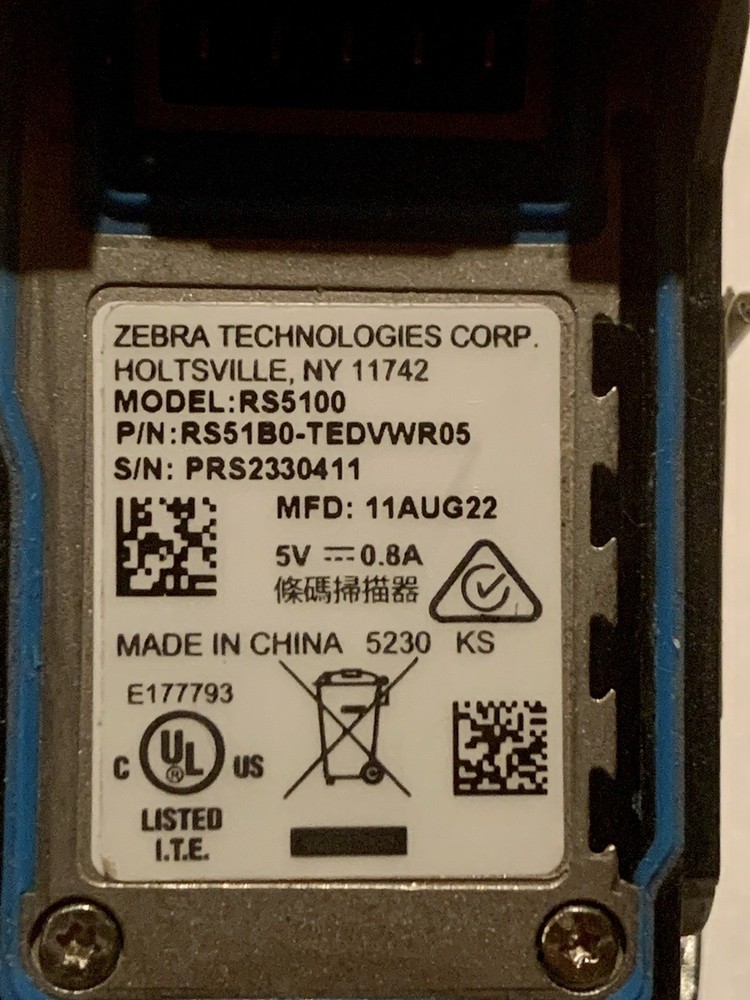 ZEBRA TECHNOLOGIES CORP.
HOLTSVILLE, NY 11742
MODEL:RS5100
P/N:RS51B0-TEDVWR05
S/N: PRS2330411
MFD: 11AUG22
5V ⎓ 0.8A
條碼掃描器
MADE IN CHINA 5230 KS
E177793
C UL ® US
LISTED
I.T.E.